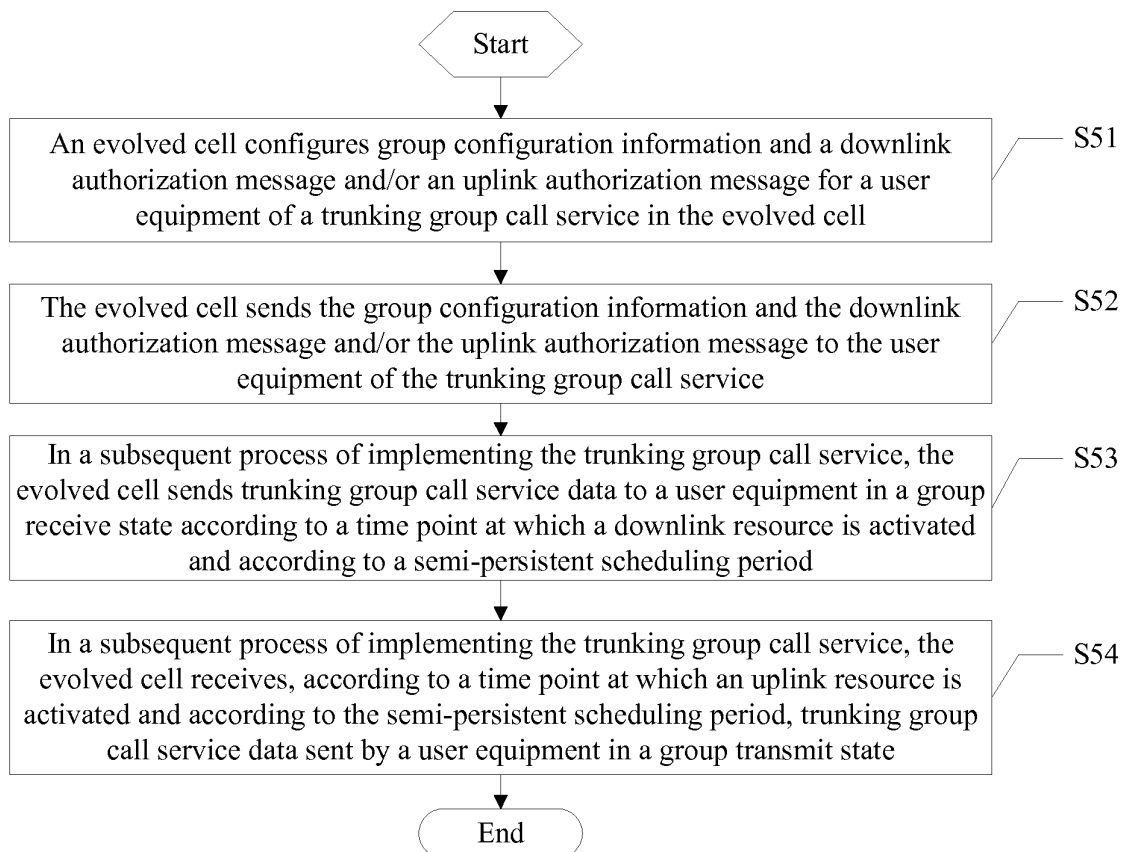 Start
An evolved cell configures group configuration information and a downlink
authorization message and/or an uplink authorization message for a user
equipment of a trunking group call service in the evolved cell
S51
The evolved cell sends the group configuration information and the downlink
authorization message and/or the uplink authorization message to the user
equipment of the trunking group call service
S52
In a subsequent process of implementing the trunking group call service, the
evolved cell sends trunking group call service data to a user equipment in a group
receive state according to a time point at which a downlink resource is activated
and according to a semi-persistent scheduling period
S53
In a subsequent process of implementing the trunking group call service, the
evolved cell receives, according to a time point at which an uplink resource is
activated and according to the semi-persistent scheduling period, trunking group
call service data sent by a user equipment in a group transmit state
S54
End